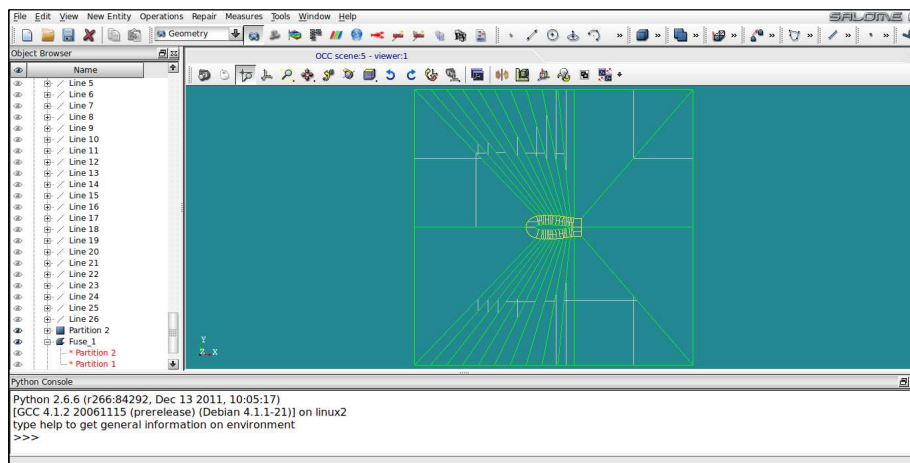 File Edit View New Entity Operations Repair Measures Tools Window Help
SALOME
Geometry
Object Browser
OCC scene:5 - viewer:1
Name
Line 5
Line 6
Line 7
Line 8
Line 9
Line 10
Line 11
Line 12
Line 13
Line 14
Line 15
Line 16
Line 17
Line 18
Line 19
Line 20
Line 21
Line 22
Line 23
Line 24
Line 25
Line 26
Partition 2
Fuse_1
* Partition 2
* Partition 1
Y
Z X
Python Console
Python 2.6.6 (r266:84292, Dec 13 2011, 10:05:17)
[GCC 4.1.2 20061115 (prerelease) (Debian 4.1.1-21)] on linux2
type help to get general information on environment
>>>